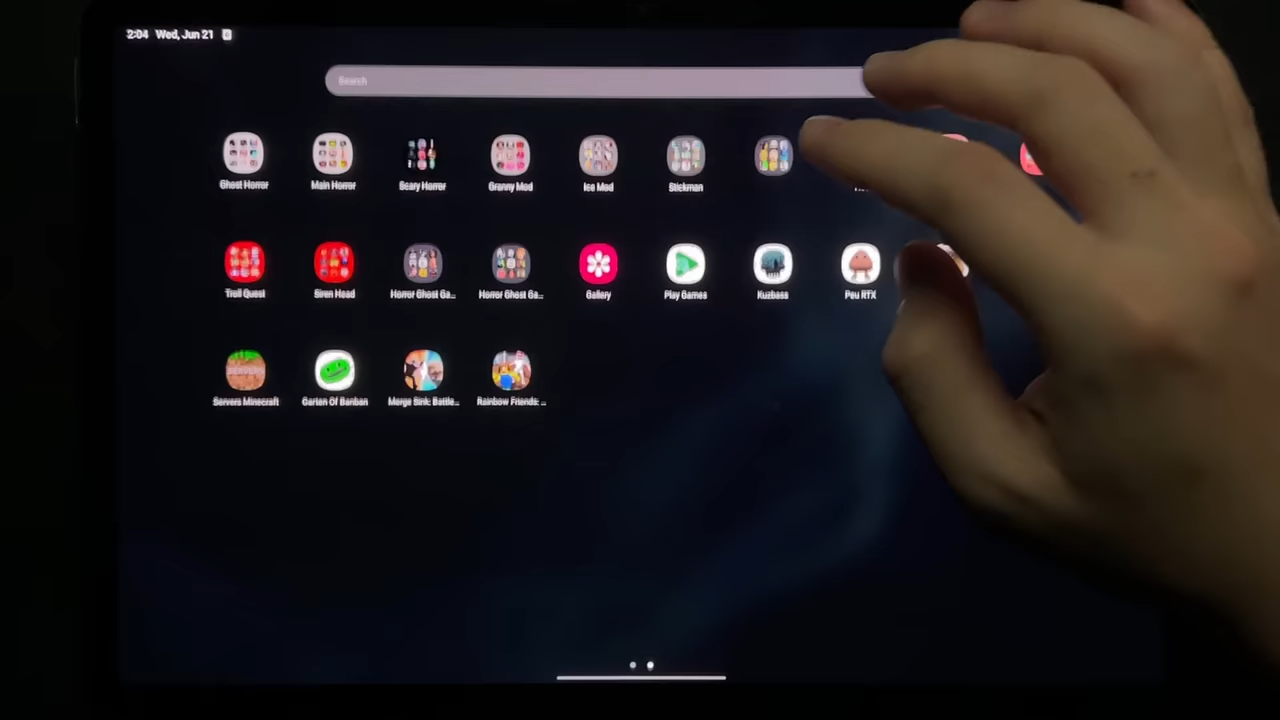 2:04 Wed, Jun 21
Search
Ghost Horror
Main Horror
Scary Horror
Granny Mod
Ice Mod
Stickman
Troll Quest
Siren Head
Horror Ghost Ga...
Horror Ghost Ga...
Gallery
Play Games
Kuzbass
Peu RTX
Servers Minecraft
Garten Of Banban
Merge Sink: Battle...
Rainbow Friends: ...